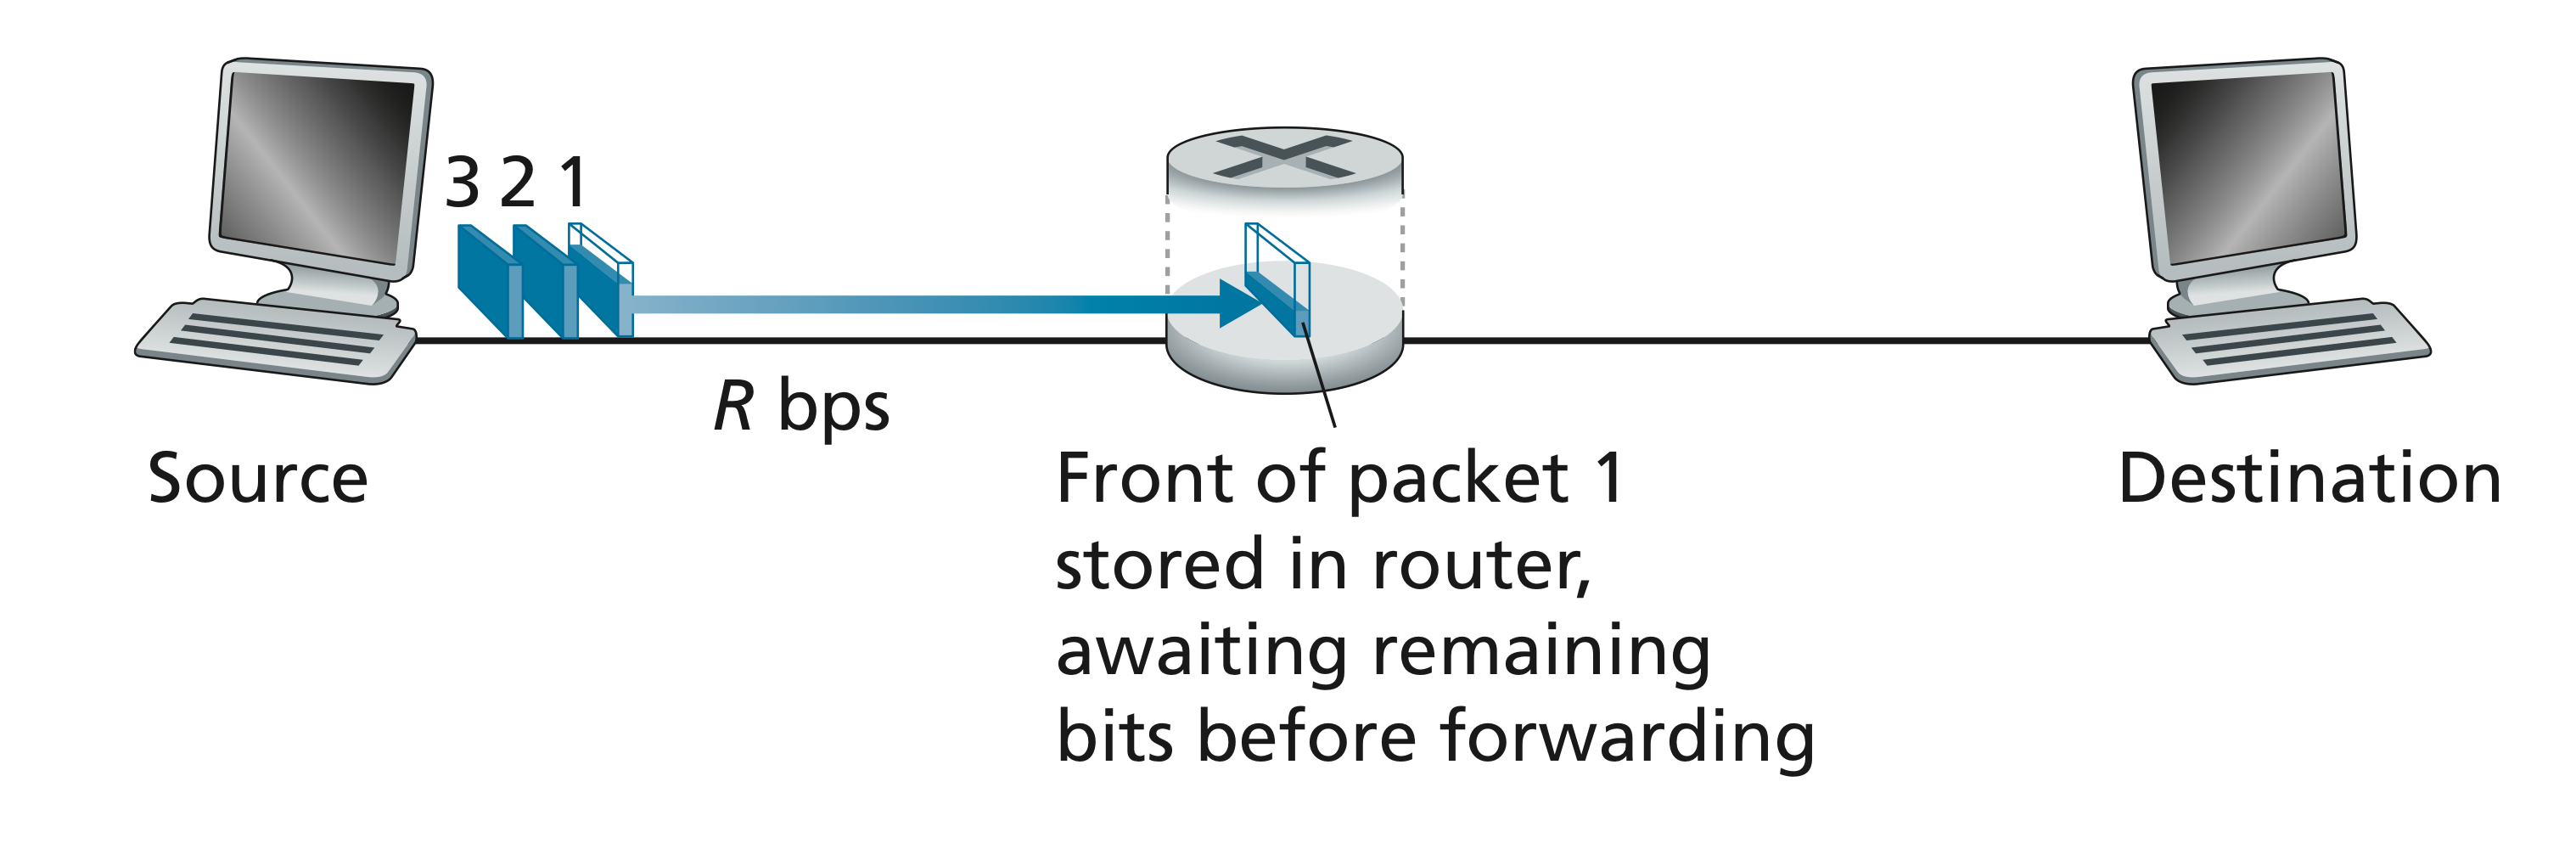 3 2 1
R bps
Source
Front of packet 1
stored in router,
awaiting remaining
bits before forwarding
Destination